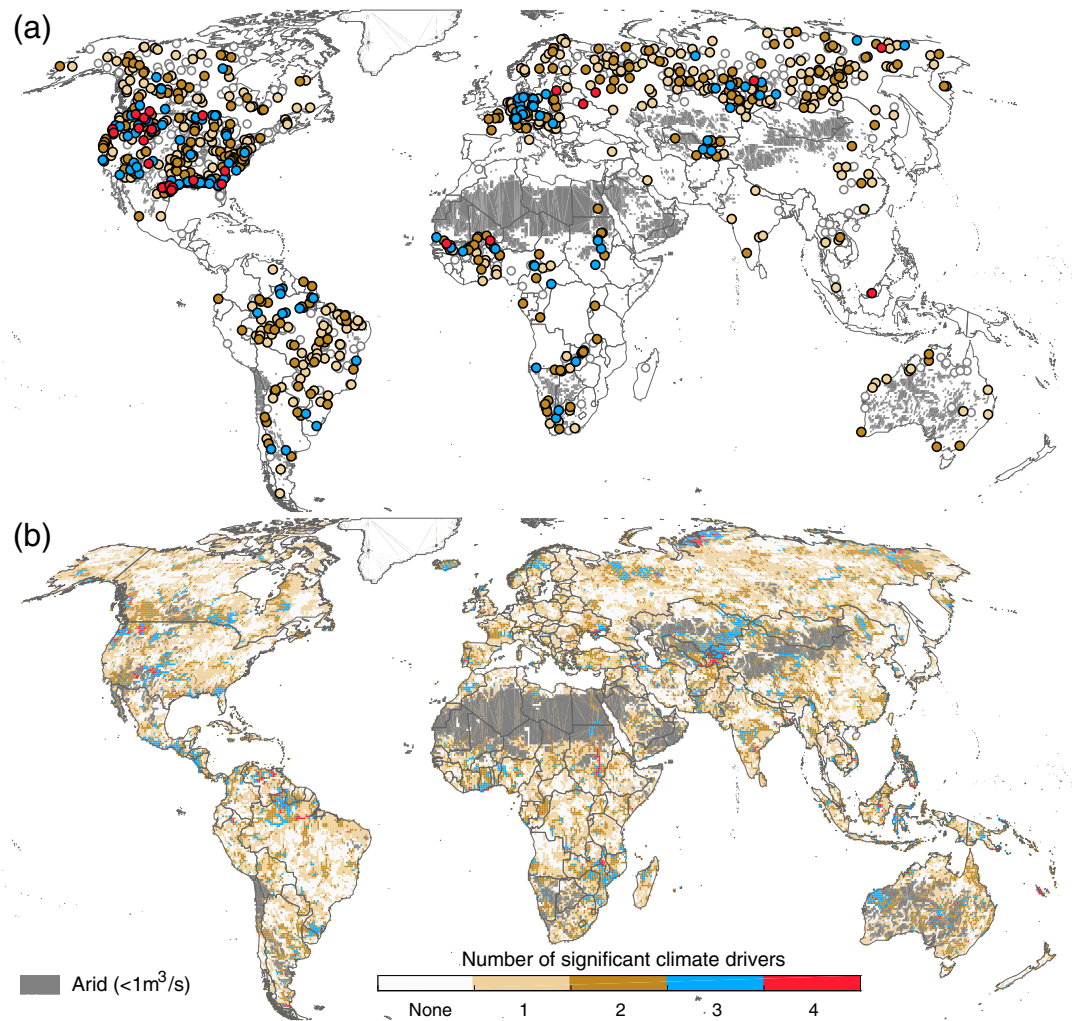 (a)
(b)
Number of significant climate drivers
Arid (<1m³/s)
None 1 2 3 4